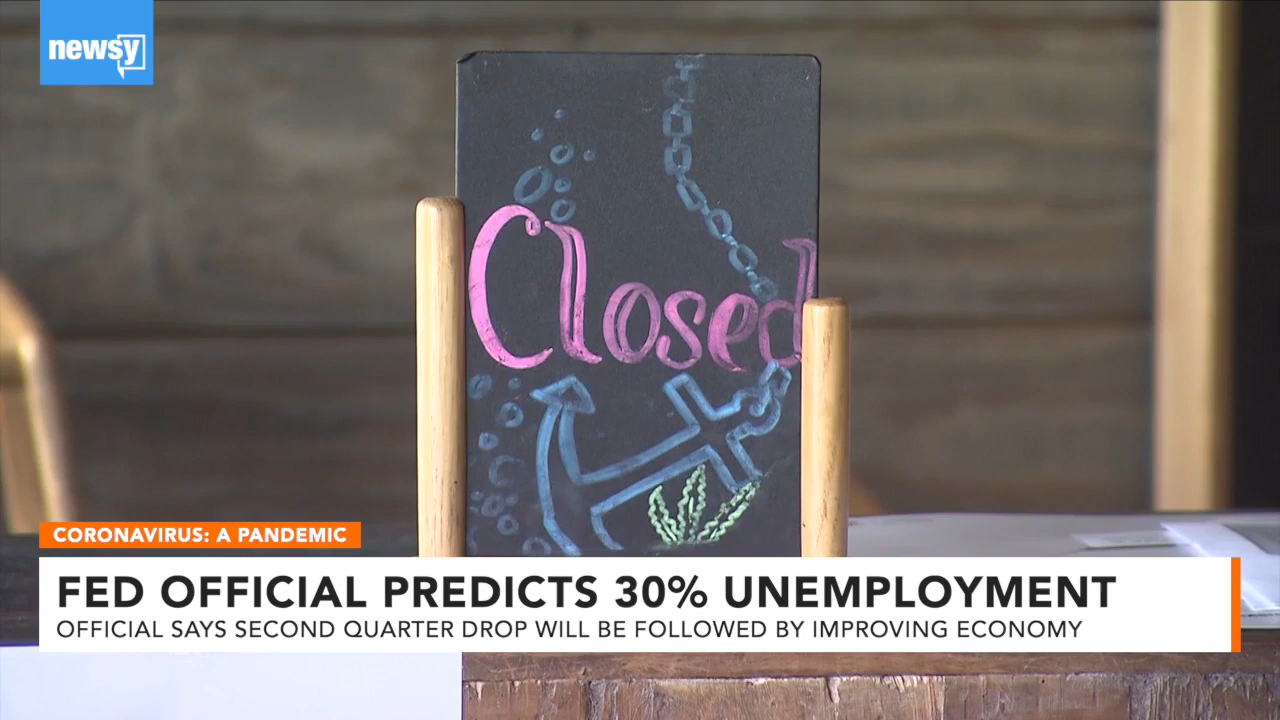 newsy
Closed
CORONAVIRUS: A PANDEMIC
FED OFFICIAL PREDICTS 30% UNEMPLOYMENT
OFFICIAL SAYS SECOND QUARTER DROP WILL BE FOLLOWED BY IMPROVING ECONOMY